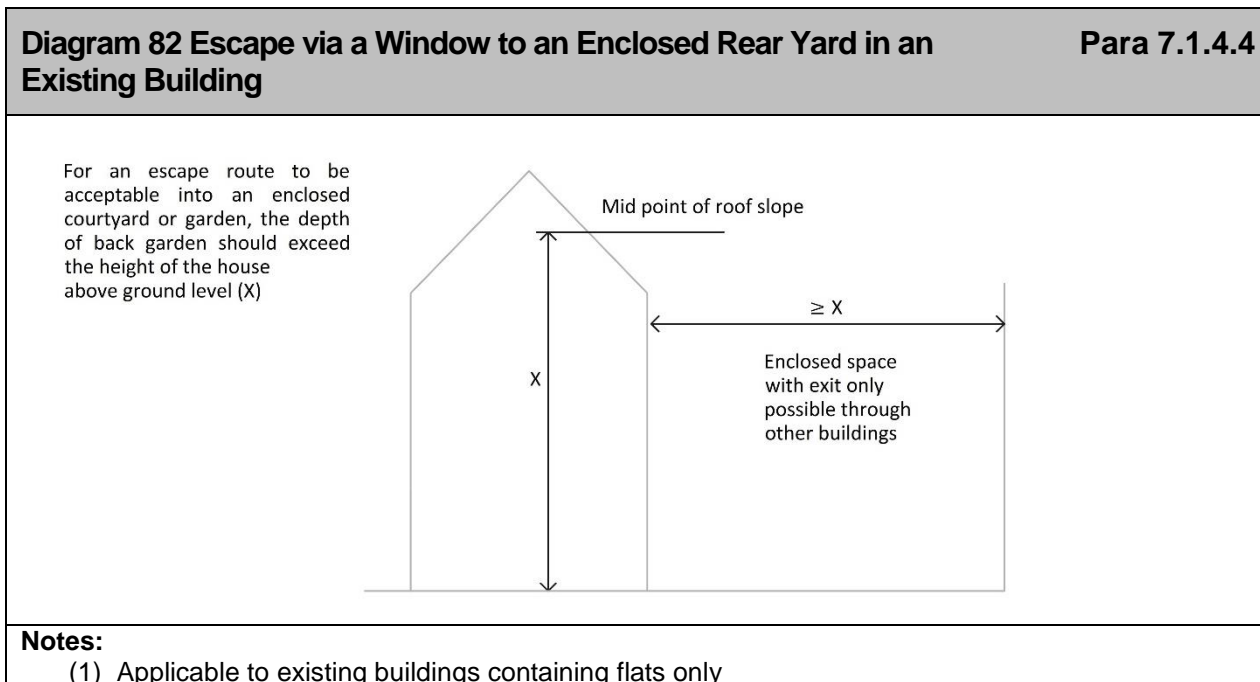 Diagram 82 Escape via a Window to an Enclosed Rear Yard in an
Existing Building
Para 7.1.4.4
For an escape route to be
acceptable into an enclosed
courtyard or garden, the depth
of back garden should exceed
the height of the house
above ground level (X)
Mid point of roof slope
≥ X
X
Enclosed space
with exit only
possible through
other buildings
Notes:
(1) Applicable to existing buildings containing flats only